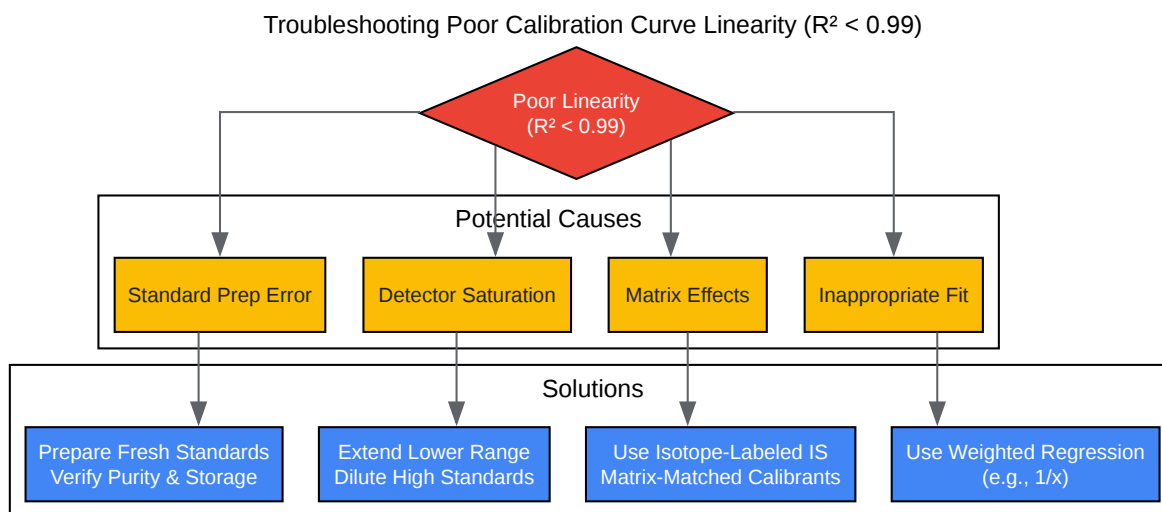 Troubleshooting Poor Calibration Curve Linearity (R² < 0.99)
Poor Linearity
(R² < 0.99)
Potential Causes
Standard Prep Error
Detector Saturation
Matrix Effects
Inappropriate Fit
Solutions
Prepare Fresh Standards
Verify Purity & Storage
Extend Lower Range
Dilute High Standards
Use Isotope-Labeled IS
Matrix-Matched Calibrants
Use Weighted Regression
(e.g., 1/x)